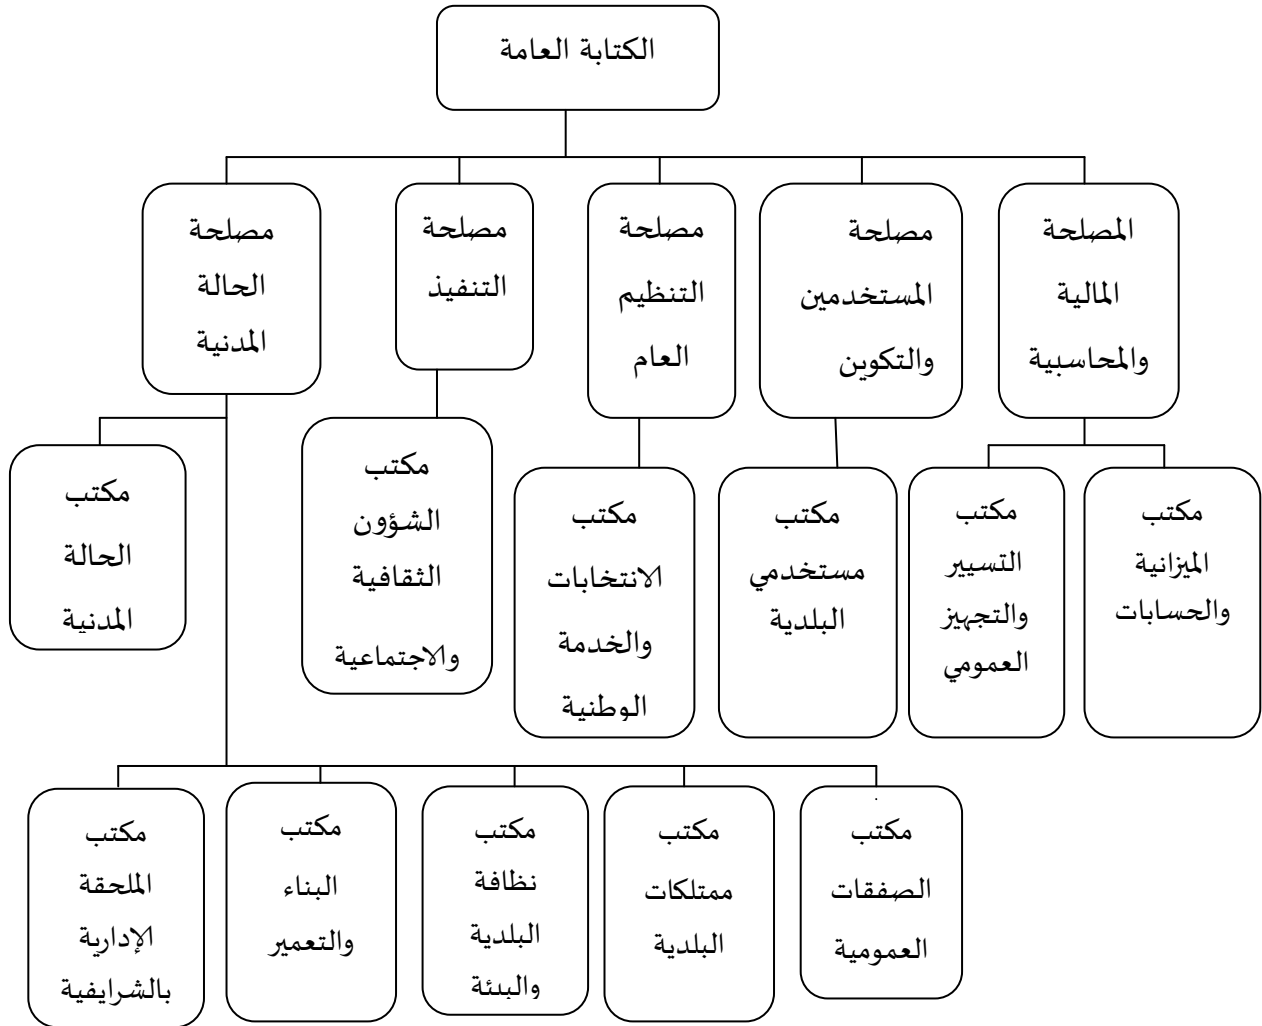 الكتابة العامة
المصلحة
المالية
والمحاسبية
مصلحة
المستخدمين
والتكوين
مصلحة
التنظيم
العام
مصلحة
التنفيذ
مصلحة
الحالة
المدنية
مكتب
الميزانية
والحسابات
مكتب
التسيير
والتجهيز
العمومي
مكتب
مستخدمي
البلدية
مكتب
الانتخابات
والخدمة
الوطنية
مكتب
الشؤون
الثقافية
والاجتماعية
مكتب
الحالة
المدنية
مكتب
الصفقات
العمومية
مكتب
ممتلكات
البلدية
مكتب
نظافة
البلدية
والبيئة
مكتب
البناء
والتعمير
مكتب
الملحقة
الإدارية
بالشرايفية